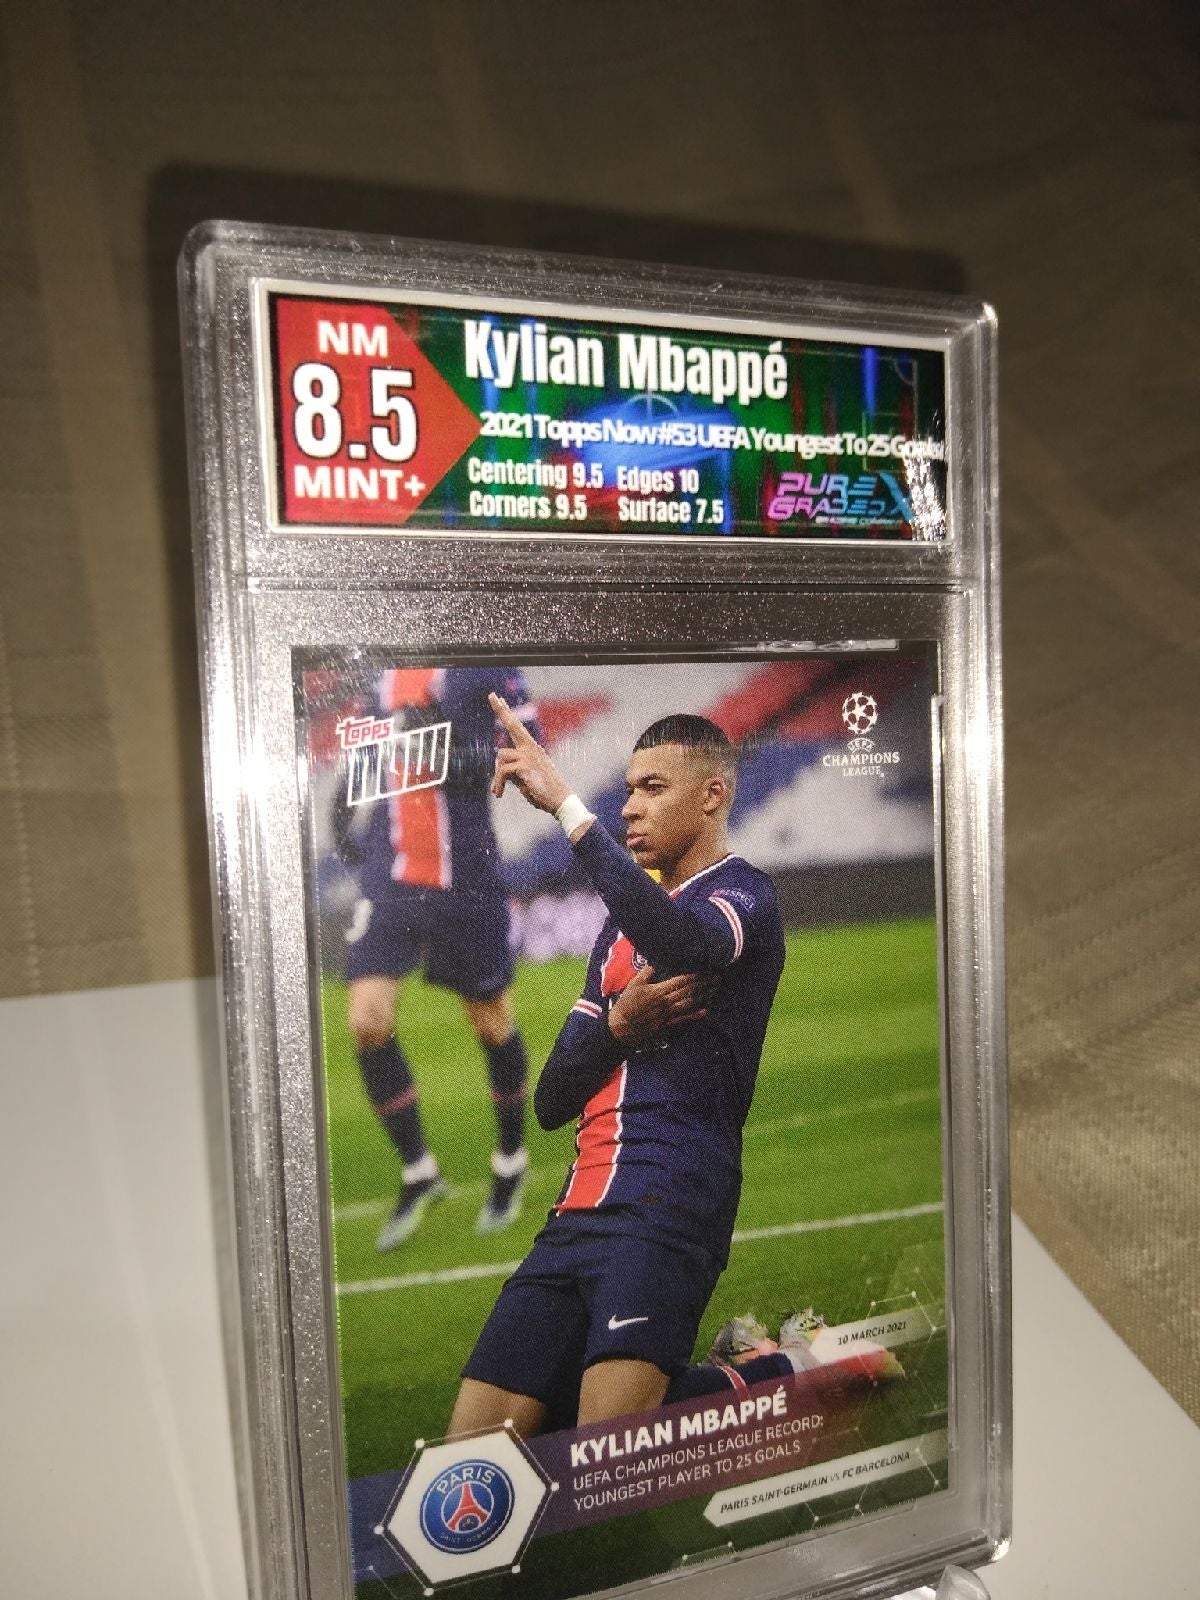 NM
8.5
MINT+
Kylian Mbappé
2021 Topps Now #53 UEFA Youngest To 25 Goals
Centering 9.5 Edges 10
Corners 9.5 Surface 7.5
PURE
GRADED X
topps
NOW
UEFA
CHAMPIONS
LEAGUE
RESPECT
10 MARCH 2021
KYLIAN MBAPPÉ
UEFA CHAMPIONS LEAGUE RECORD:
YOUNGEST PLAYER TO 25 GOALS
PARIS SAINT-GERMAIN VS FC BARCELONA
PARIS
SAINT-GERMAIN